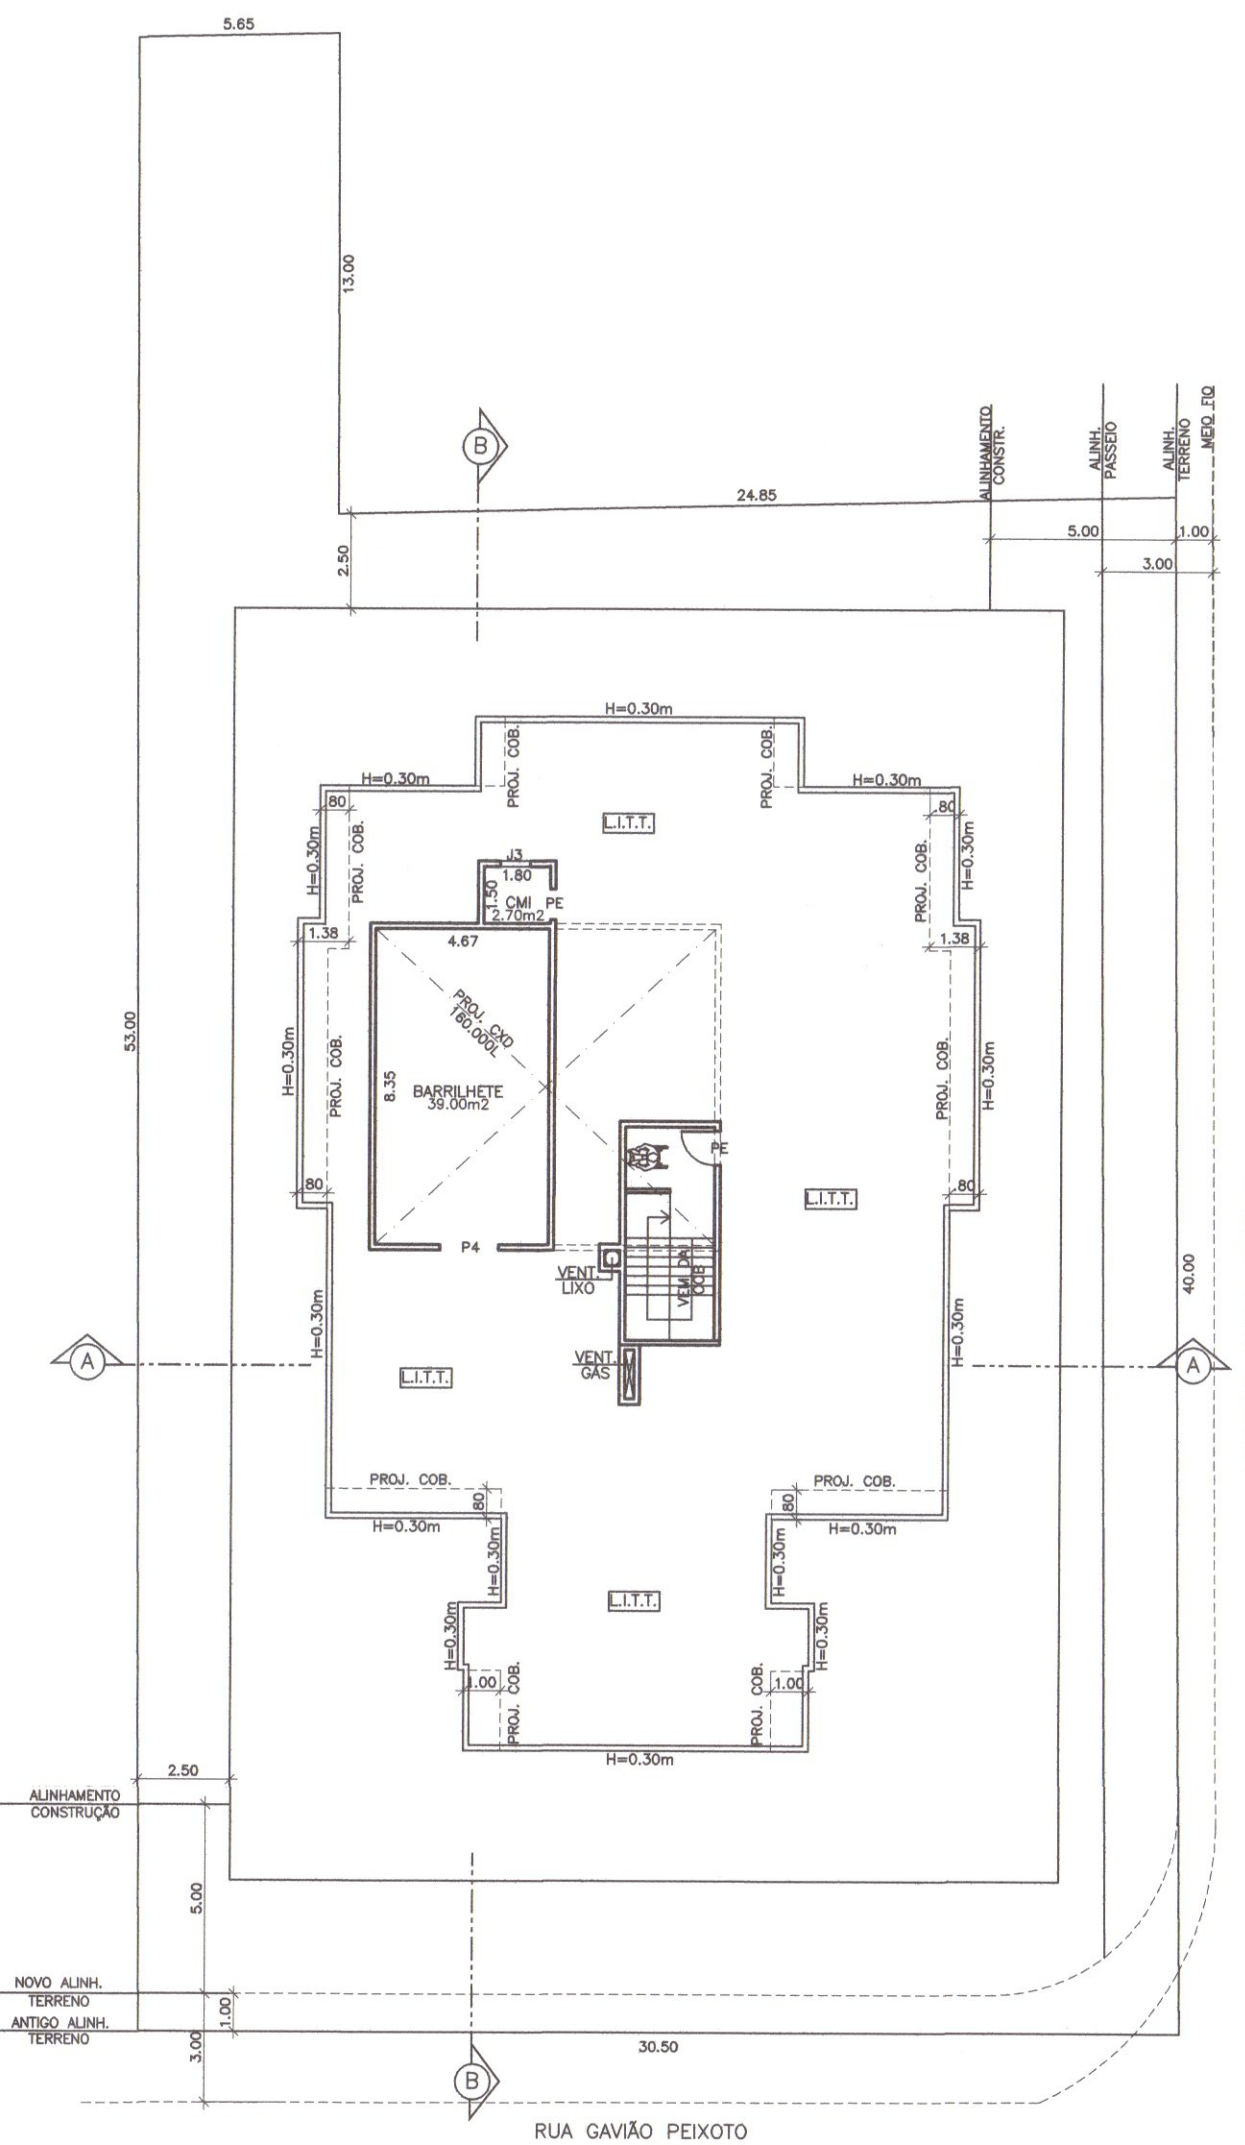 5.65
13.00
B
24.85
ALINHAMENTO
CONSTR.
ALINH.
PASSEIO
ALINH.
TERRENO
MEIO FIO
5.00
1.00
3.00
2.50
H=0.30m
PROJ. COB.
PROJ. COB.
H=0.30m
H=0.30m
.80
.80
L.I.T.T.
H=0.30m
PROJ. COB.
PROJ. COB.
H=0.30m
J3
1.80
1.50
CMI
2.70m2
PE
1.38
1.38
4.67
PROJ. CXD
160.000L
53.00
H=0.30m
PROJ. COB.
8.35
BARRILHETE
39.00m2
PROJ. COB.
H=0.30m
PE
.80
.80
L.I.T.T.
P4
VENT.
LIXO
VEM DA
COB
40.00
H=0.30m
H=0.30m
A
VENT.
GÁS
A
L.I.T.T.
PROJ. COB.
PROJ. COB.
.80
.80
H=0.30m
H=0.30m
H=0.30m
H=0.30m
L.I.T.T.
H=0.30m
H=0.30m
1.00
PROJ. COB.
PROJ. COB.
1.00
H=0.30m
2.50
ALINHAMENTO
CONSTRUÇÃO
5.00
NOVO ALINH.
TERRENO
1.00
ANTIGO ALINH.
TERRENO
3.00
30.50
B
RUA GAVIÃO PEIXOTO